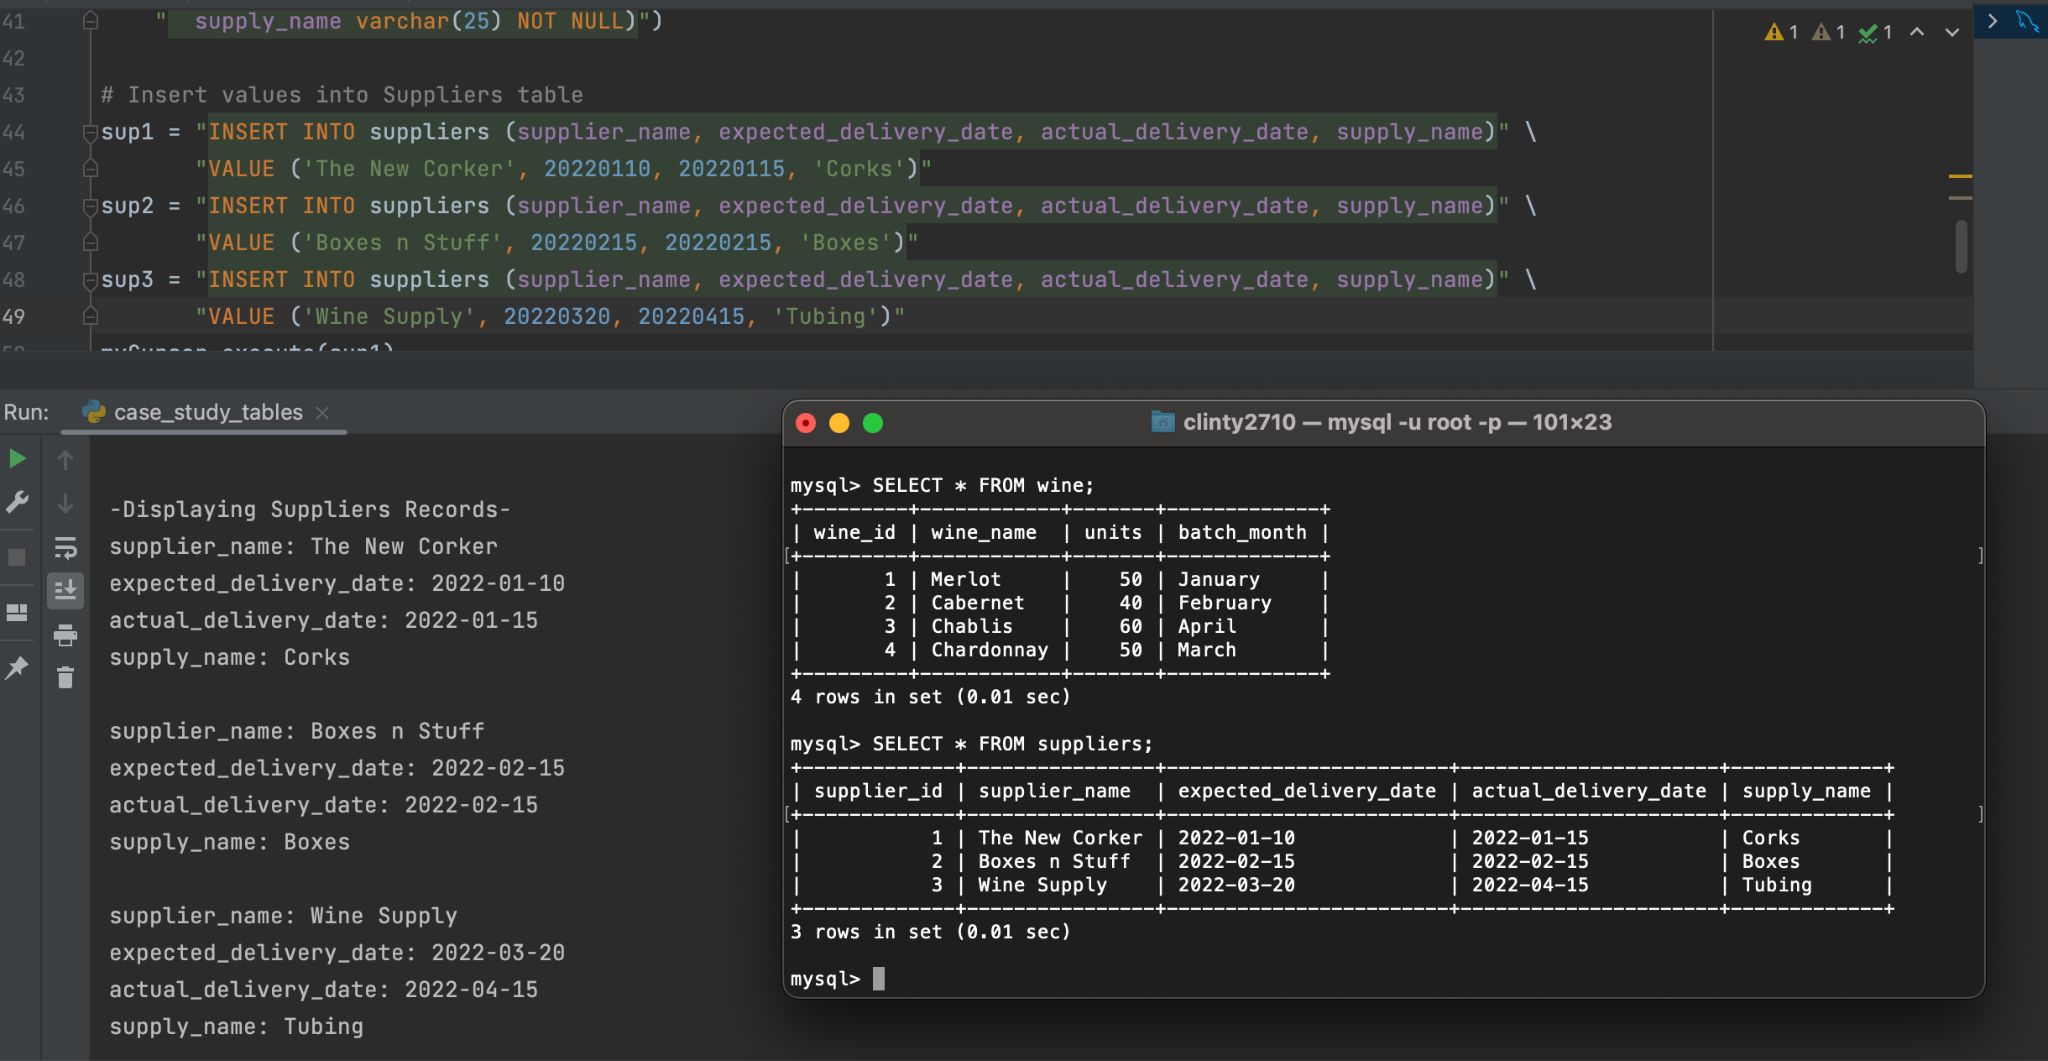 41 "  supply_name varchar(25) NOT NULL)")
42
43 # Insert values into Suppliers table
44 sup1 = "INSERT INTO suppliers (supplier_name, expected_delivery_date, actual_delivery_date, supply_name)" \
45 "VALUE ('The New Corker', 20220110, 20220115, 'Corks')"
46 sup2 = "INSERT INTO suppliers (supplier_name, expected_delivery_date, actual_delivery_date, supply_name)" \
47 "VALUE ('Boxes n Stuff', 20220215, 20220215, 'Boxes')"
48 sup3 = "INSERT INTO suppliers (supplier_name, expected_delivery_date, actual_delivery_date, supply_name)" \
49 "VALUE ('Wine Supply', 20220320, 20220415, 'Tubing')"
1 1 1
Run: case_study_tables
-Displaying Suppliers Records-
supplier_name: The New Corker
expected_delivery_date: 2022-01-10
actual_delivery_date: 2022-01-15
supply_name: Corks
supplier_name: Boxes n Stuff
expected_delivery_date: 2022-02-15
actual_delivery_date: 2022-02-15
supply_name: Boxes
supplier_name: Wine Supply
expected_delivery_date: 2022-03-20
actual_delivery_date: 2022-04-15
supply_name: Tubing
clinty2710 — mysql -u root -p — 101×23
mysql> SELECT * FROM wine;
+---------+------------+-------+-------------+
| wine_id | wine_name  | units | batch_month |
+---------+------------+-------+-------------+
|       1 | Merlot     |    50 | January     |
|       2 | Cabernet   |    40 | February    |
|       3 | Chablis    |    60 | April       |
|       4 | Chardonnay |    50 | March       |
+---------+------------+-------+-------------+
4 rows in set (0.01 sec)
mysql> SELECT * FROM suppliers;
+-------------+----------------+------------------------+----------------------+-------------+
| supplier_id | supplier_name  | expected_delivery_date | actual_delivery_date | supply_name |
+-------------+----------------+------------------------+----------------------+-------------+
|           1 | The New Corker | 2022-01-10             | 2022-01-15           | Corks       |
|           2 | Boxes n Stuff  | 2022-02-15             | 2022-02-15           | Boxes       |
|           3 | Wine Supply    | 2022-03-20             | 2022-04-15           | Tubing      |
+-------------+----------------+------------------------+----------------------+-------------+
3 rows in set (0.01 sec)
mysql>